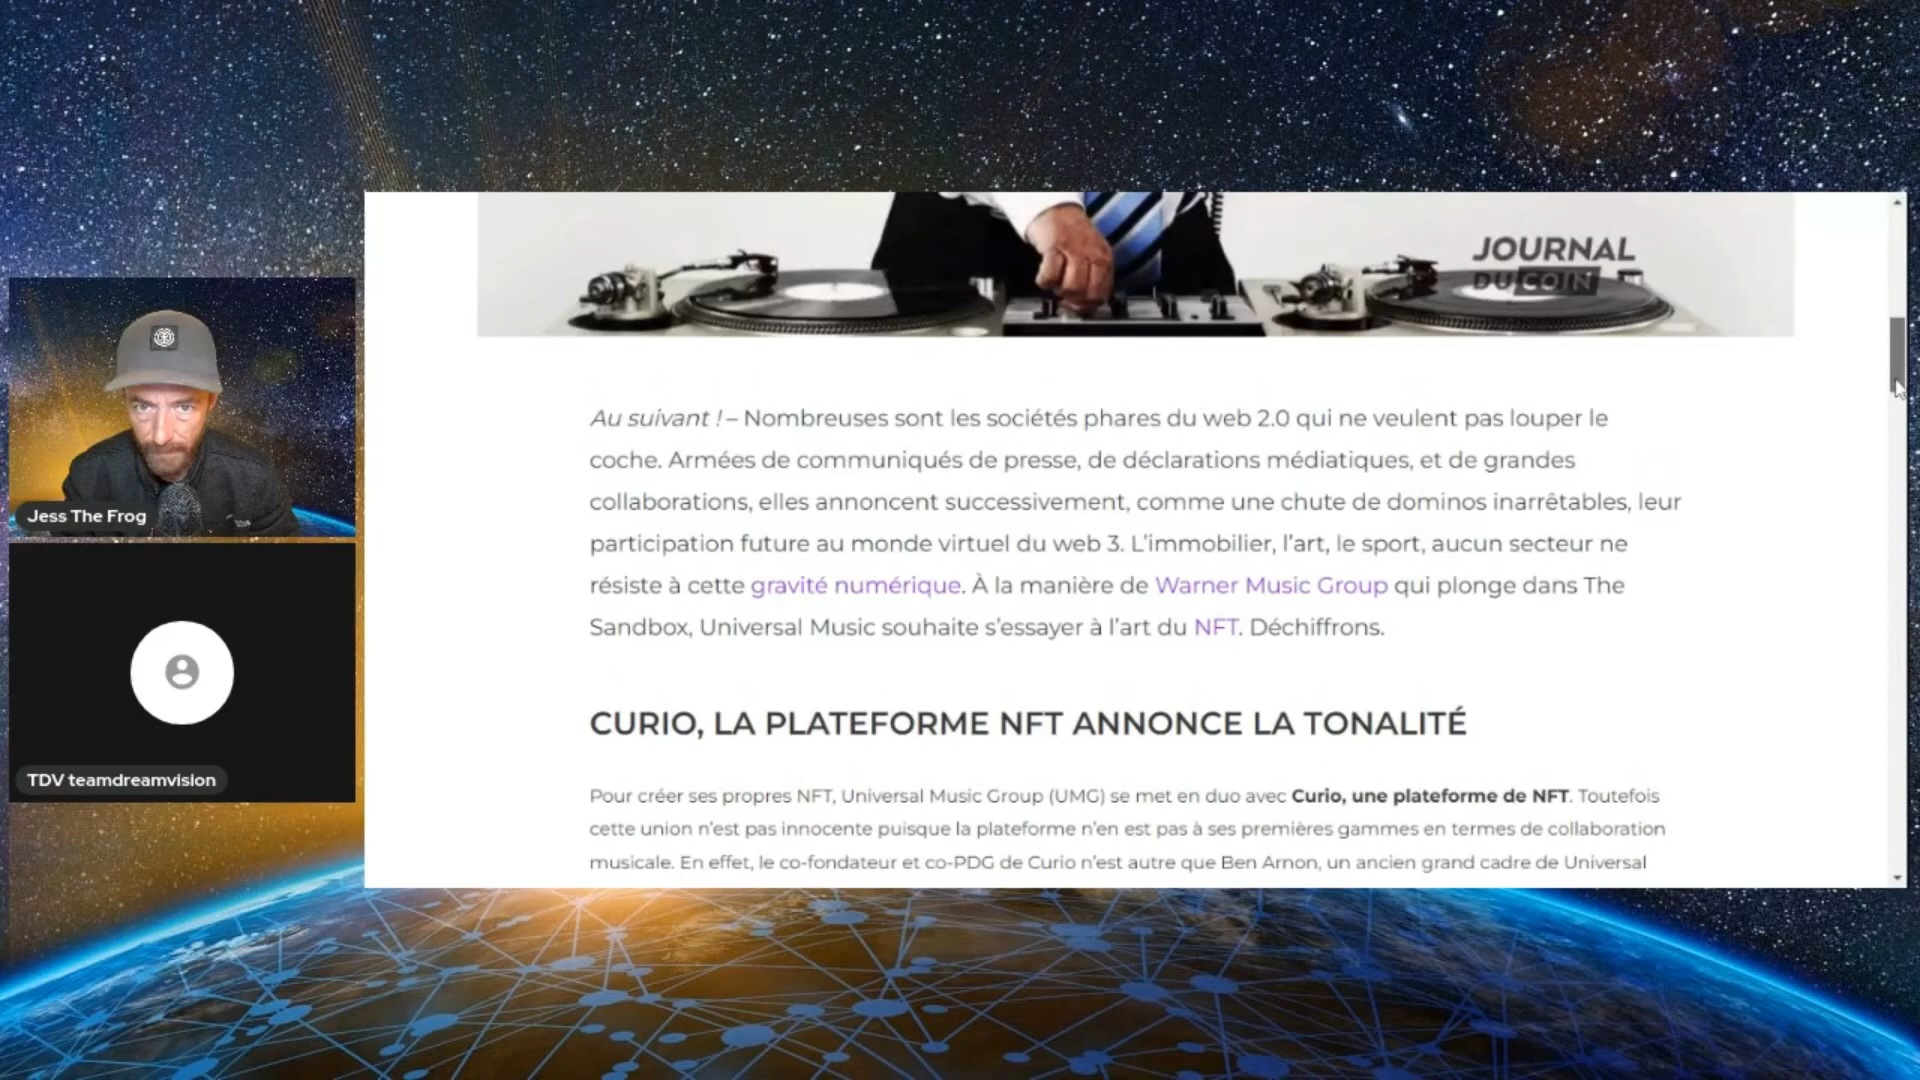 JOURNAL
DU COIN
Au suivant ! – Nombreuses sont les sociétés phares du web 2.0 qui ne veulent pas louper le
coche. Armées de communiqués de presse, de déclarations médiatiques, et de grandes
collaborations, elles annoncent successivement, comme une chute de dominos inarrêtables, leur
participation future au monde virtuel du web 3. L’immobilier, l’art, le sport, aucun secteur ne
résiste à cette gravité numérique. À la manière de Warner Music Group qui plonge dans The
Sandbox, Universal Music souhaite s’essayer à l’art du NFT. Déchiffrons.
CURIO, LA PLATEFORME NFT ANNONCE LA TONALITÉ
Pour créer ses propres NFT, Universal Music Group (UMG) se met en duo avec Curio, une plateforme de NFT. Toutefois
cette union n’est pas innocente puisque la plateforme n’en est pas à ses premières gammes en termes de collaboration
musicale. En effet, le co-fondateur et co-PDG de Curio n’est autre que Ben Arnon, un ancien grand cadre de Universal
Jess The Frog
TDV teamdreamvision